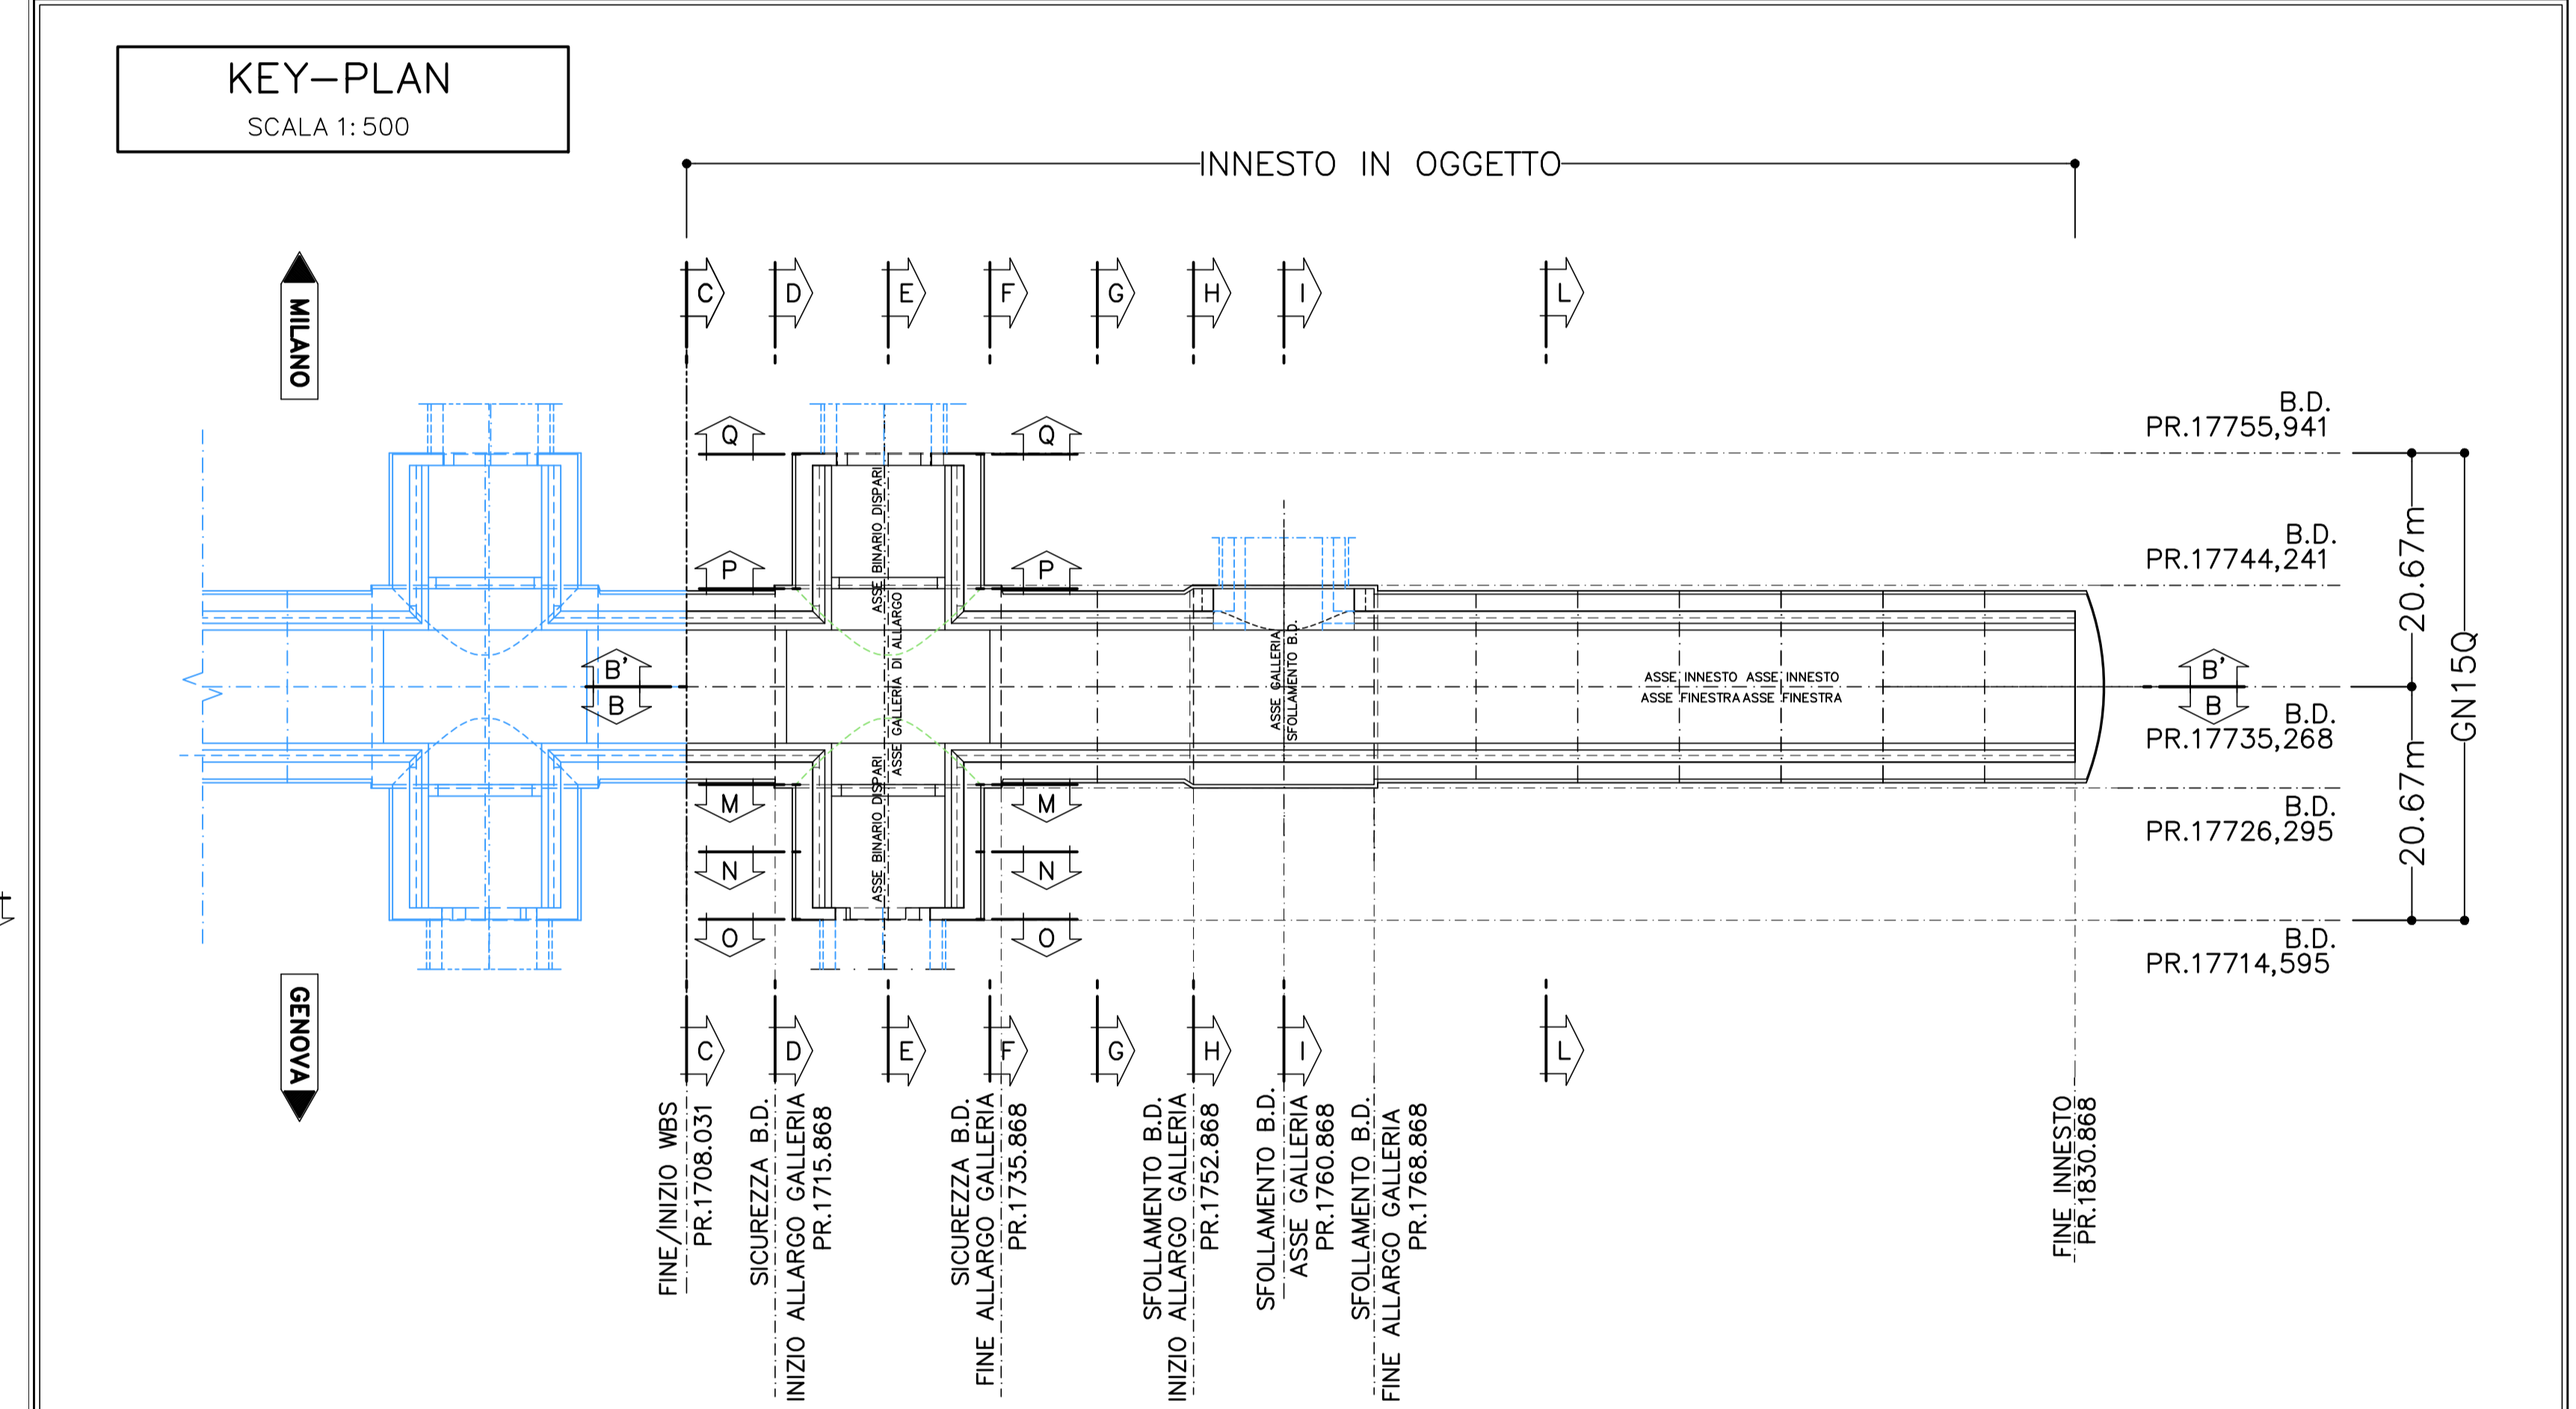 KEY-PLAN
SCALA 1:500
INNESTO IN OGGETTO
MILANO
C
D
E
F
G
H
I
L
B.D.
PR.17755,941
Q
Q
B.D.
PR.17744,241
P
P
ASSE BINARIO DISPARI
ASSE GALLERIA DI ALLARGO
ASSE BINARIO DISPARI
ASSE GALLERIA
SFOLLAMENTO B.D.
ASSE INNESTO ASSE INNESTO
ASSE FINESTRA ASSE FINESTRA
B'
B
B'
B
20.67m
20.67m
GN15Q
B.D.
PR.17735,268
M
M
B.D.
PR.17726,295
N
N
O
O
B.D.
PR.17714,595
GENOVA
C
D
E
F
G
H
I
L
FINE/INIZIO WBS
PR.1708.031
SICUREZZA B.D.
INIZIO ALLARGO GALLERIA
PR.1715.868
SICUREZZA B.D.
FINE ALLARGO GALLERIA
PR.1735.868
SFOLLAMENTO B.D.
INIZIO ALLARGO GALLERIA
PR.1752.868
SFOLLAMENTO B.D.
ASSE GALLERIA
PR.1760.868
SFOLLAMENTO B.D.
FINE ALLARGO GALLERIA
PR.1768.868
FINE INNESTO
PR.1830.868